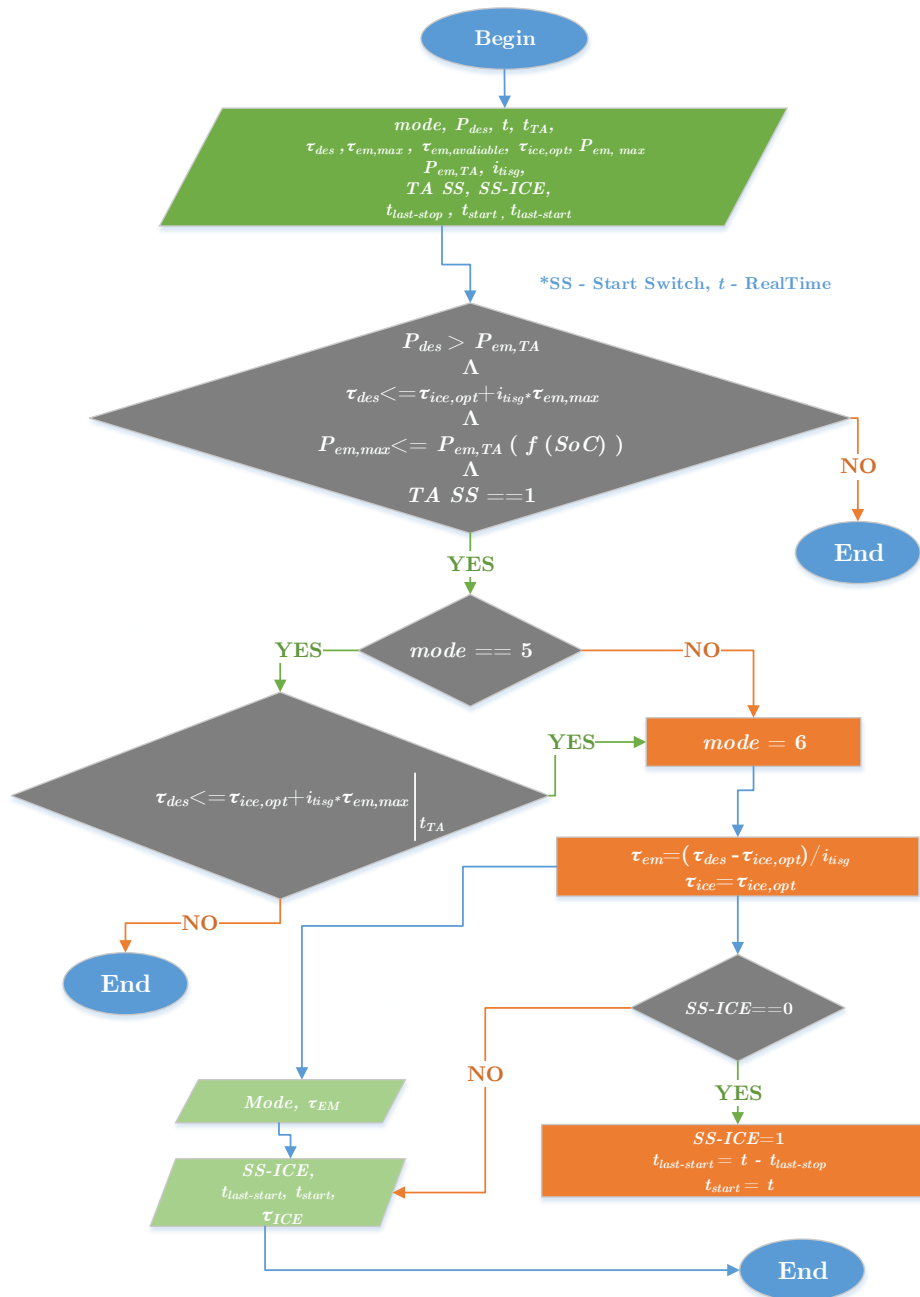 Begin
mode, P_des, t, t_TA,
τ_des ,τ_em,max , τ_em,avaliable, τ_ice,opt, P_em, max
P_em,TA, i_tisg,
TA SS, SS-ICE,
t_last-stop , t_start , t_last-start
*SS - Start Switch, t - RealTime
P_des > P_em,TA
Λ
τ_des<=τ_ice,opt+i_tisg*τ_em,max
Λ
P_em,max<= P_em,TA ( f (SoC) )
Λ
TA SS ==1
NO
End
YES
mode == 5
YES
NO
mode = 6
YES
τ_des<=τ_ice,opt+i_tisg*τ_em,max
t_TA
τ_em=(τ_des -τ_ice,opt)/i_tisg
τ_ice=τ_ice,opt
NO
End
SS-ICE==0
NO
YES
Mode, τ_EM
SS-ICE=1
t_last-start = t - t_last-stop
t_start = t
SS-ICE,
t_last-start, t_start,
τ_ICE
End